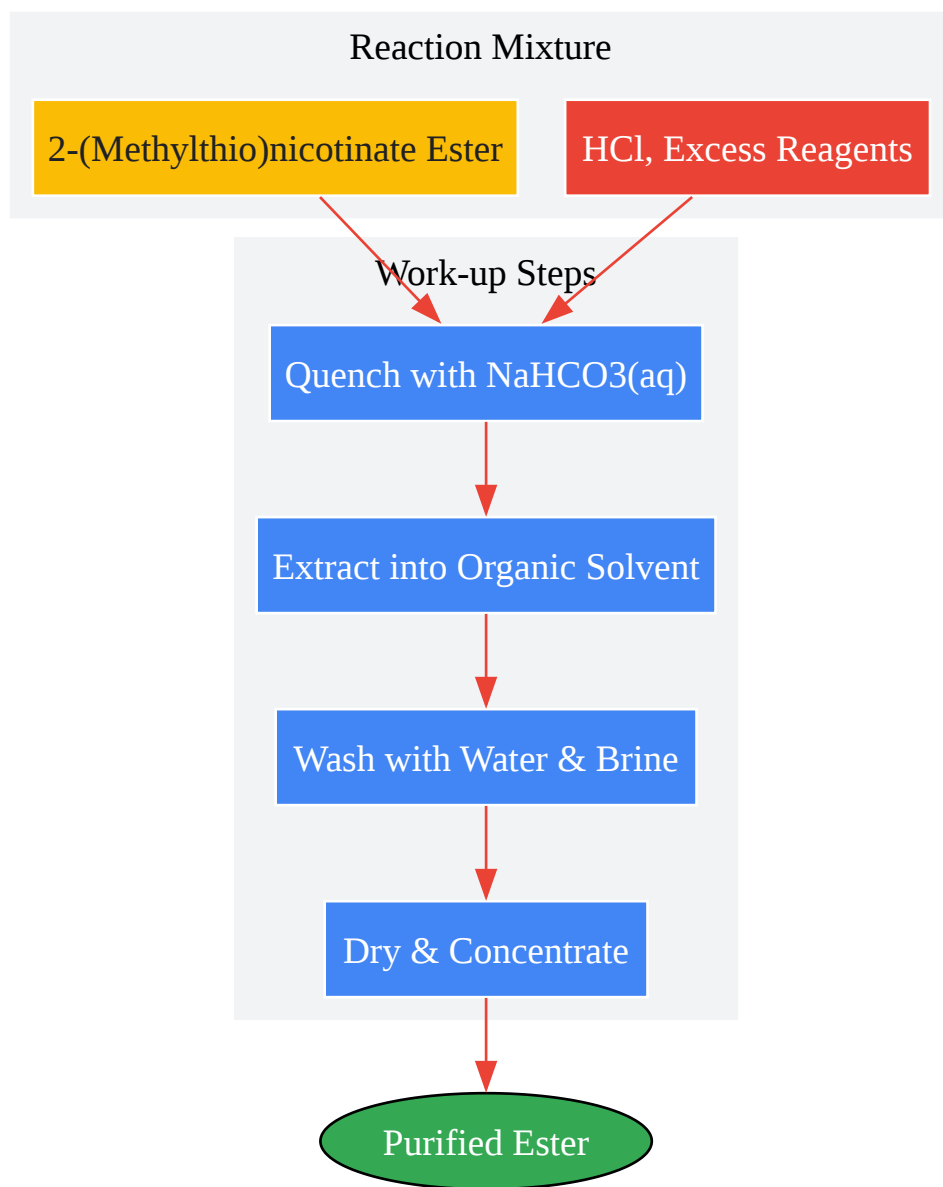 Reaction Mixture
2-(Methylthio)nicotinate Ester
HCl, Excess Reagents
Work-up Steps
Quench with NaHCO3(aq)
Extract into Organic Solvent
Wash with Water & Brine
Dry & Concentrate
Purified Ester